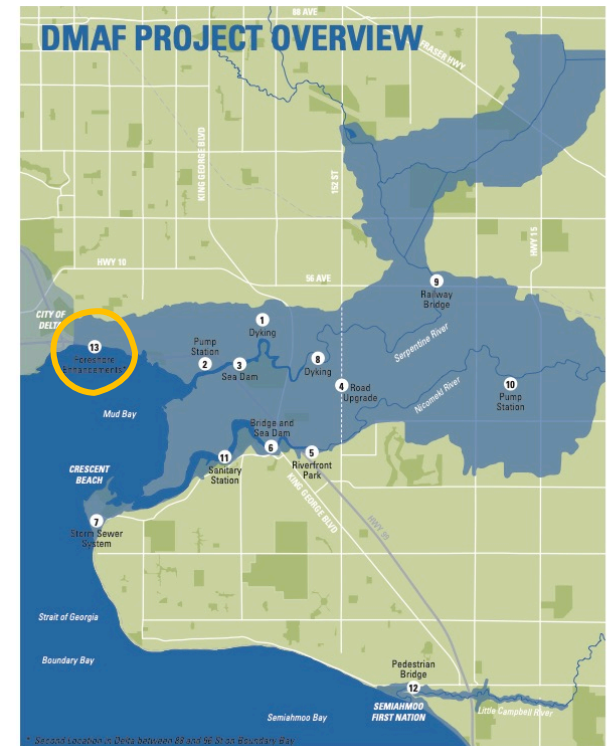 88 AVE
DMAF PROJECT OVERVIEW
FRASER HWY
KING GEORGE BLVD
152 ST
HWY 15
HWY 10
56 AVE
9
Railway
Bridge
CITY OF
DELTA
1
Dyking
13
Foreshore
Enhancements*
Pump
Station
2
3
Sea Dam
8
Dyking
Serpentine River
4
Road
Upgrade
Nicomekl River
10
Pump
Station
Mud Bay
Bridge and
Sea Dam
6
5
Riverfront
Park
11
Sanitary
Station
CRESCENT
BEACH
KING GEORGE BLVD
HWY 99
7
Storm Sewer
System
Strait of Georgia
Boundary Bay
Pedestrian
Bridge
12
SEMIAHMOO
FIRST NATION
Little Campbell River
Semiahmoo Bay
* Second Location in Delta between 88 and 96 St on Boundary Bay